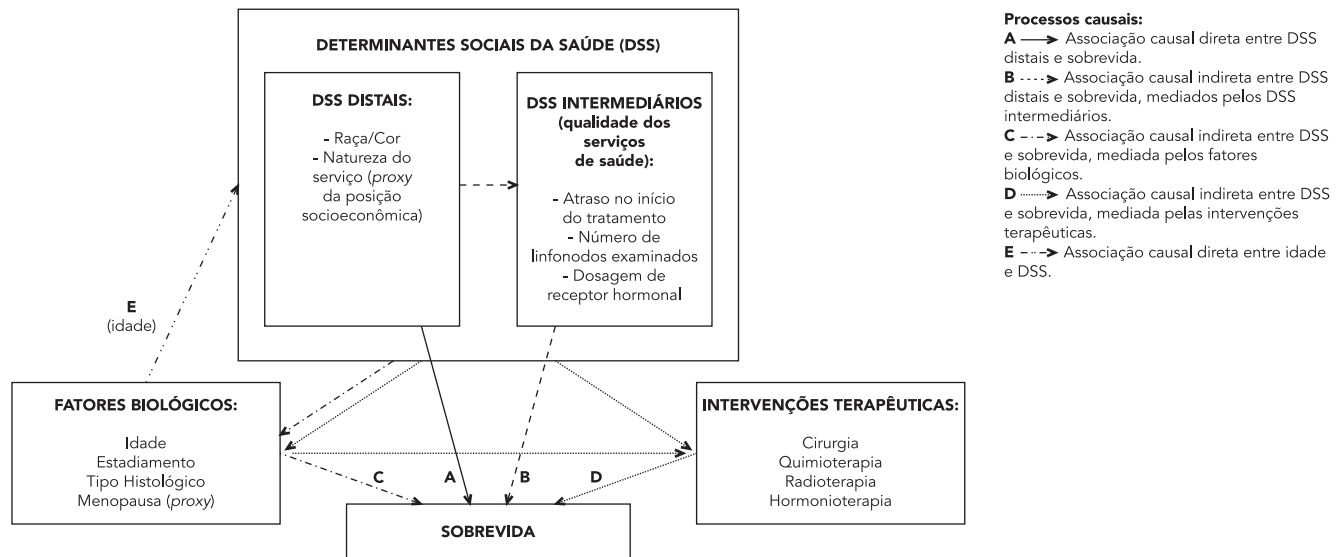 DETERMINANTES SOCIAIS DA SAÚDE (DSS)
DSS DISTAIS:
- Raça/Cor
- Natureza do
serviço (proxy
da posição
socioeconômica)
DSS INTERMEDIÁRIOS
(qualidade dos
serviços
de saúde):
- Atraso no início
do tratamento
- Número de
linfonodos examinados
- Dosagem de
receptor hormonal
E
(idade)
FATORES BIOLÓGICOS:
Idade
Estadiamento
Tipo Histológico
Menopausa (proxy)
C
A
B
D
INTERVENÇÕES TERAPÊUTICAS:
Cirurgia
Quimioterapia
Radioterapia
Hormonioterapia
SOBREVIDA
Processos causais:
A Associação causal direta entre DSS
distais e sobrevida.
B Associação causal indireta entre DSS
distais e sobrevida, mediados pelos DSS
intermediários.
C Associação causal indireta entre DSS
e sobrevida, mediada pelos fatores
biológicos.
D Associação causal indireta entre DSS
e sobrevida, mediada pelas intervenções
terapêuticas.
E Associação causal direta entre idade
e DSS.